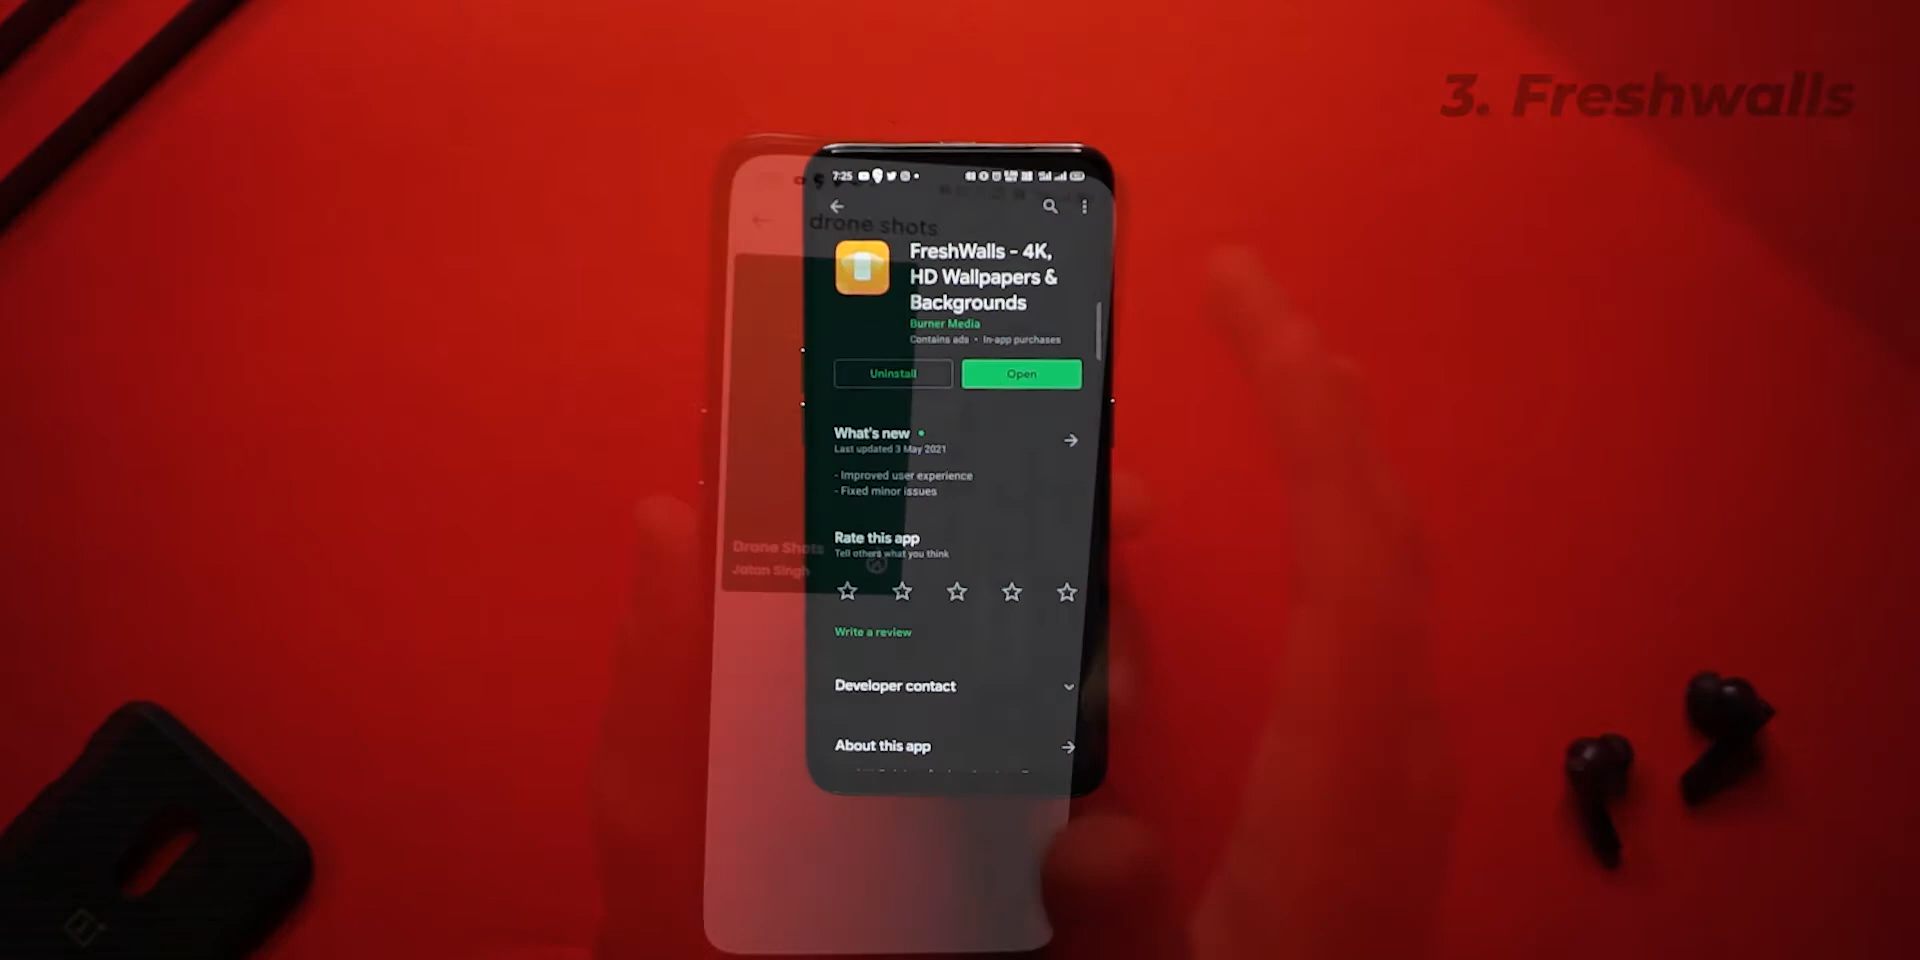 3. Freshwalls
7:25
drone shots
FreshWalls - 4K,
HD Wallpapers &
Backgrounds
Burner Media
Contains ads • In-app purchases
Uninstall
Open
What's new •
Last updated 3 May 2021
- Improved user experience
- Fixed minor issues
Rate this app
Tell others what you think
Drone Shots
Jatan Singh
Write a review
Developer contact
About this app